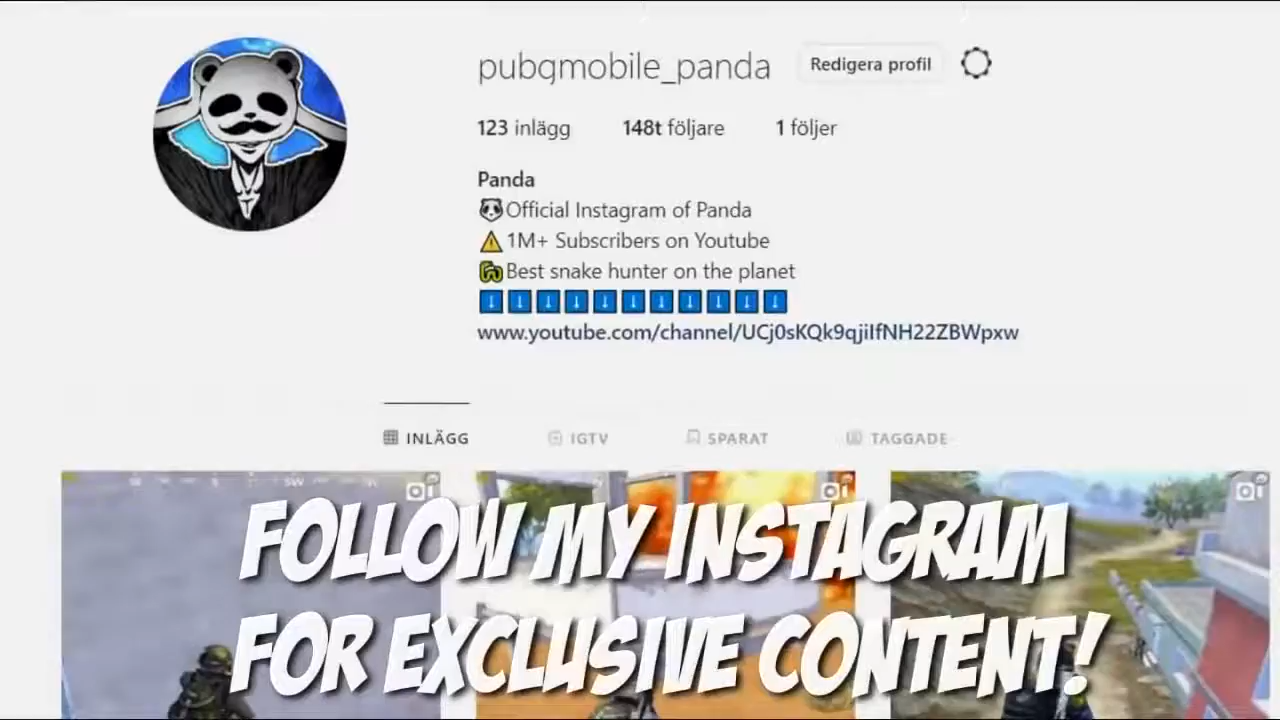 pubgmobile_panda Redigera profil
123 inlägg 148t följare 1 följer
Panda
🐼Official Instagram of Panda
⚠1M+ Subscribers on Youtube
🐍Best snake hunter on the planet
⬇⬇⬇⬇⬇⬇⬇⬇⬇⬇⬇
www.youtube.com/channel/UCj0sKQk9qjiIfNH22ZBWpxw
INLÄGG IGTV SPARAT TAGGADE
SW
FOLLOW MY INSTAGRAM
FOR EXCLUSIVE CONTENT!